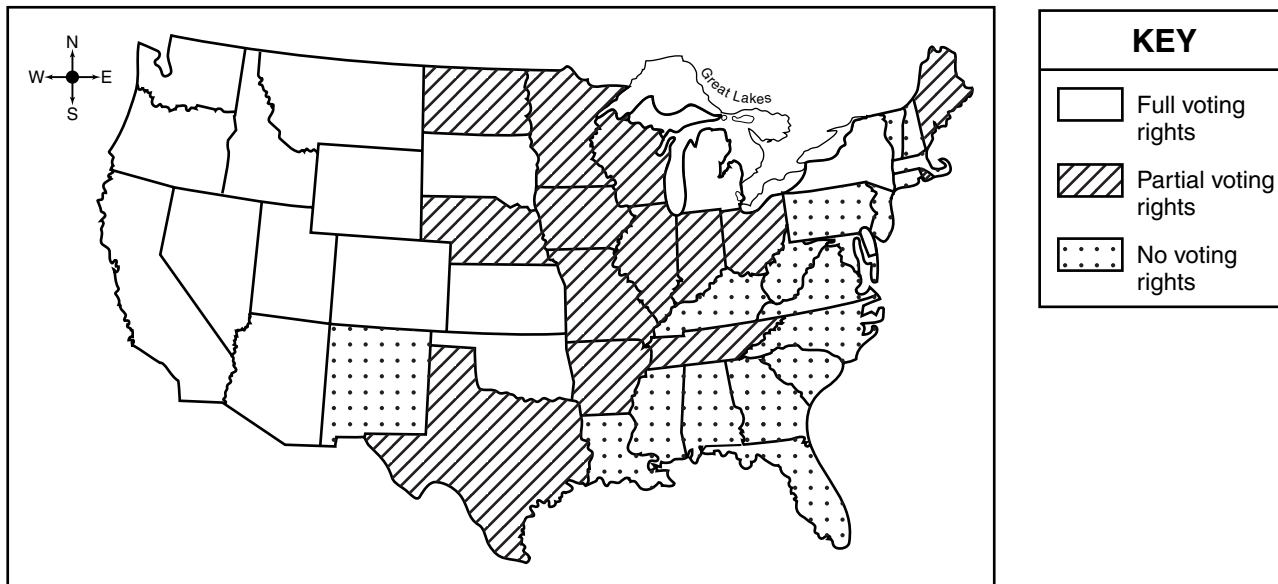 N
W
E
S
Great Lakes
KEY
Full voting
rights
Partial voting
rights
No voting
rights